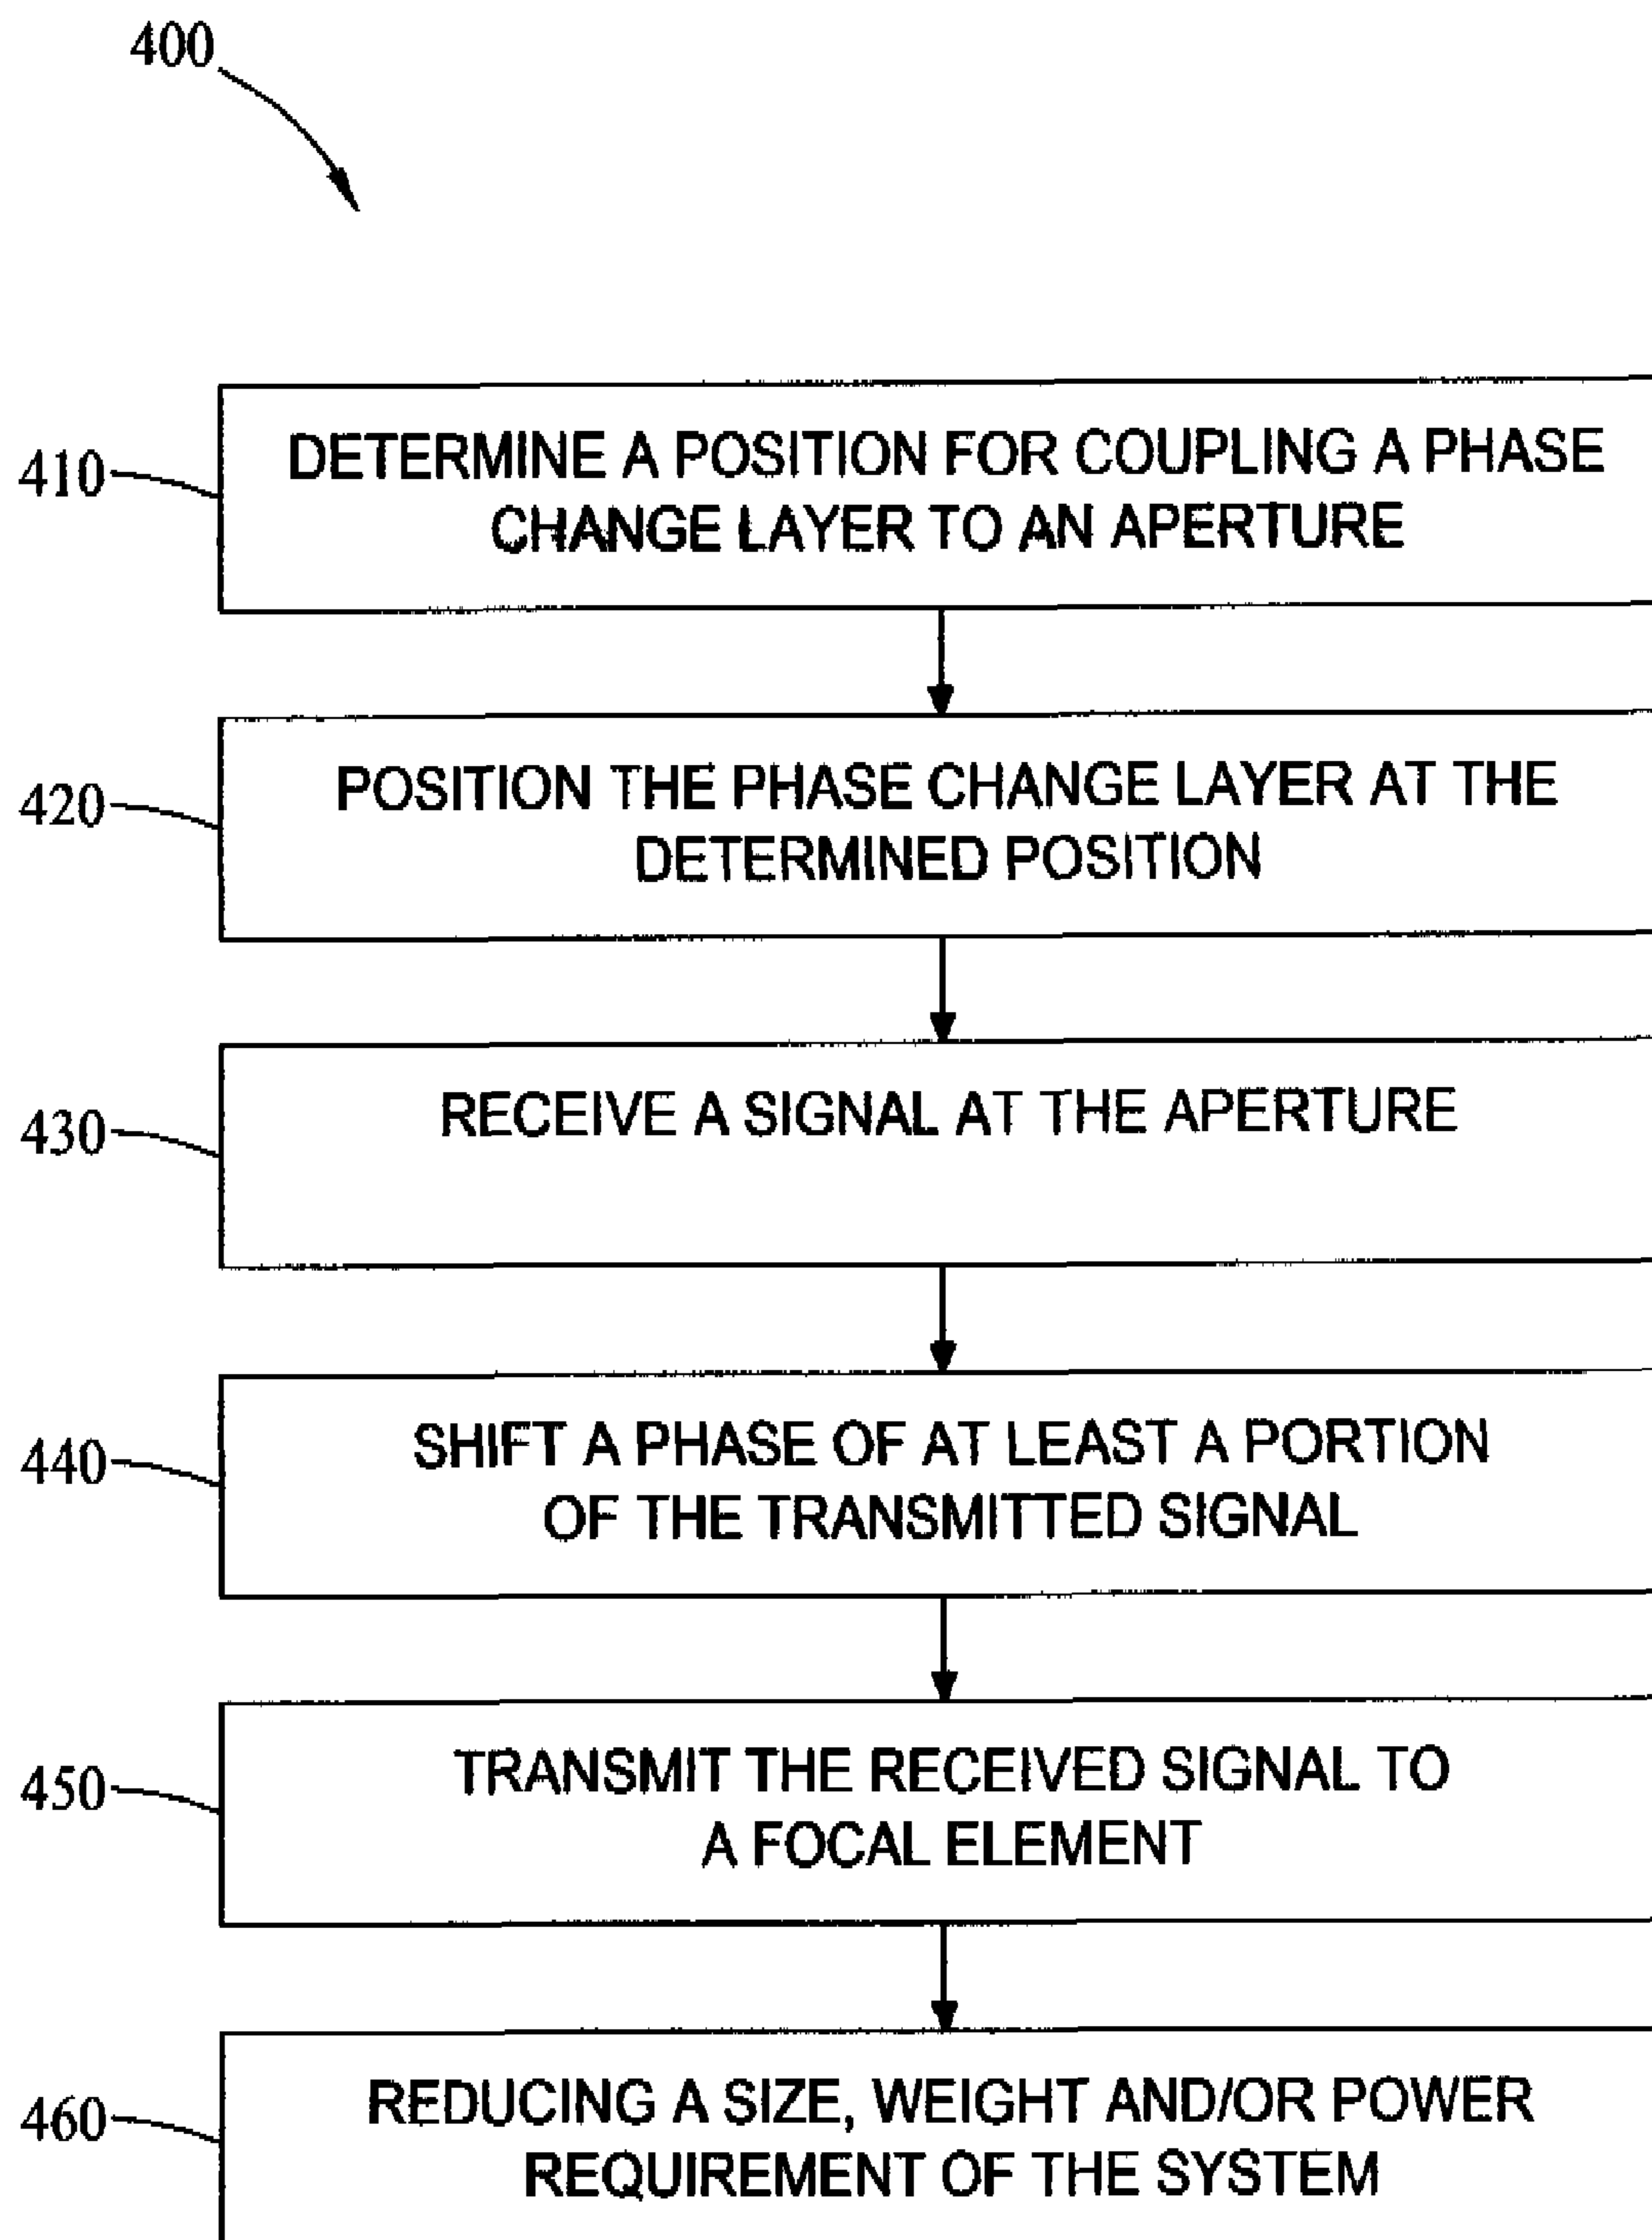 400
410
DETERMINE A POSITION FOR COUPLING A PHASE
CHANGE LAYER TO AN APERTURE
420
POSITION THE PHASE CHANGE LAYER AT THE
DETERMINED POSITION
430
RECEIVE A SIGNAL AT THE APERTURE
440
SHIFT A PHASE OF AT LEAST A PORTION
OF THE TRANSMITTED SIGNAL
450
TRANSMIT THE RECEIVED SIGNAL TO
A FOCAL ELEMENT
460
REDUCING A SIZE, WEIGHT AND/OR POWER
REQUIREMENT OF THE SYSTEM